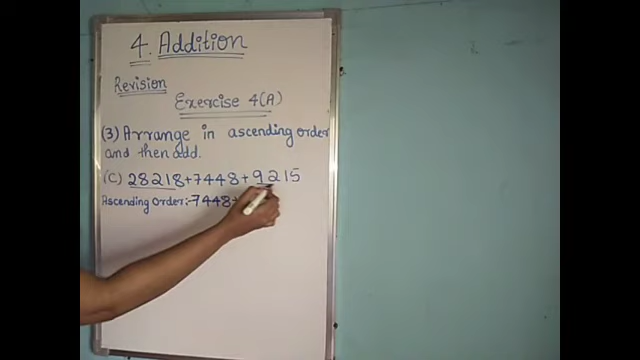 4. Addition
Revision
Exercise 4(A)
(3) Arrange in ascending order
and then add.
(C) 28218+7448+9215
Ascending Order:-7448+